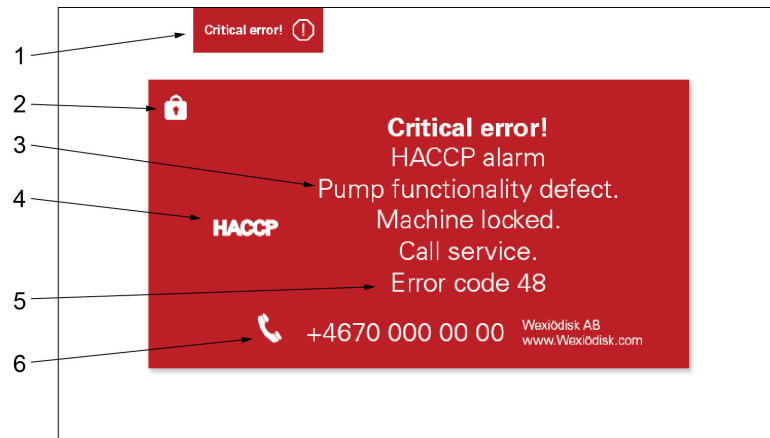 1
Critical error!
2
3
4
5
6
Critical error!
HACCP alarm
Pump functionality defect.
Machine locked.
Call service.
Error code 48
HACCP
+4670 000 00 00
Wexiödisk AB
www.Wexiödisk.com